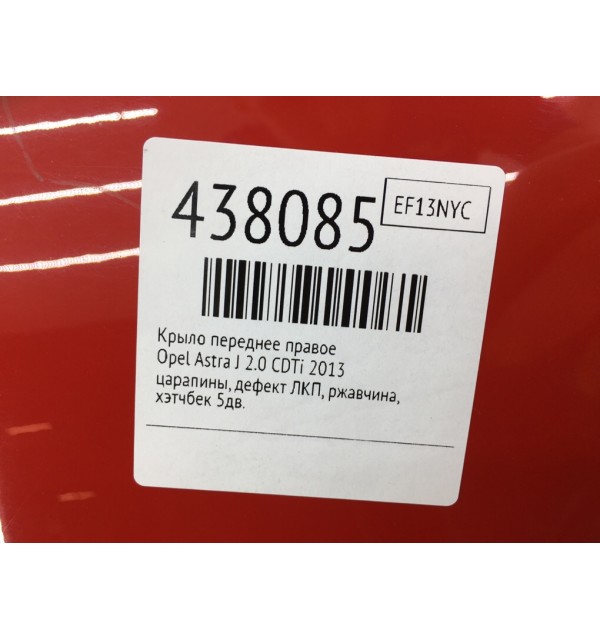 438085
EF13NYC
Крыло переднее правое
Opel Astra J 2.0 CDTi 2013
царапины, дефект ЛКП, ржавчина,
хэтчбек 5дв.